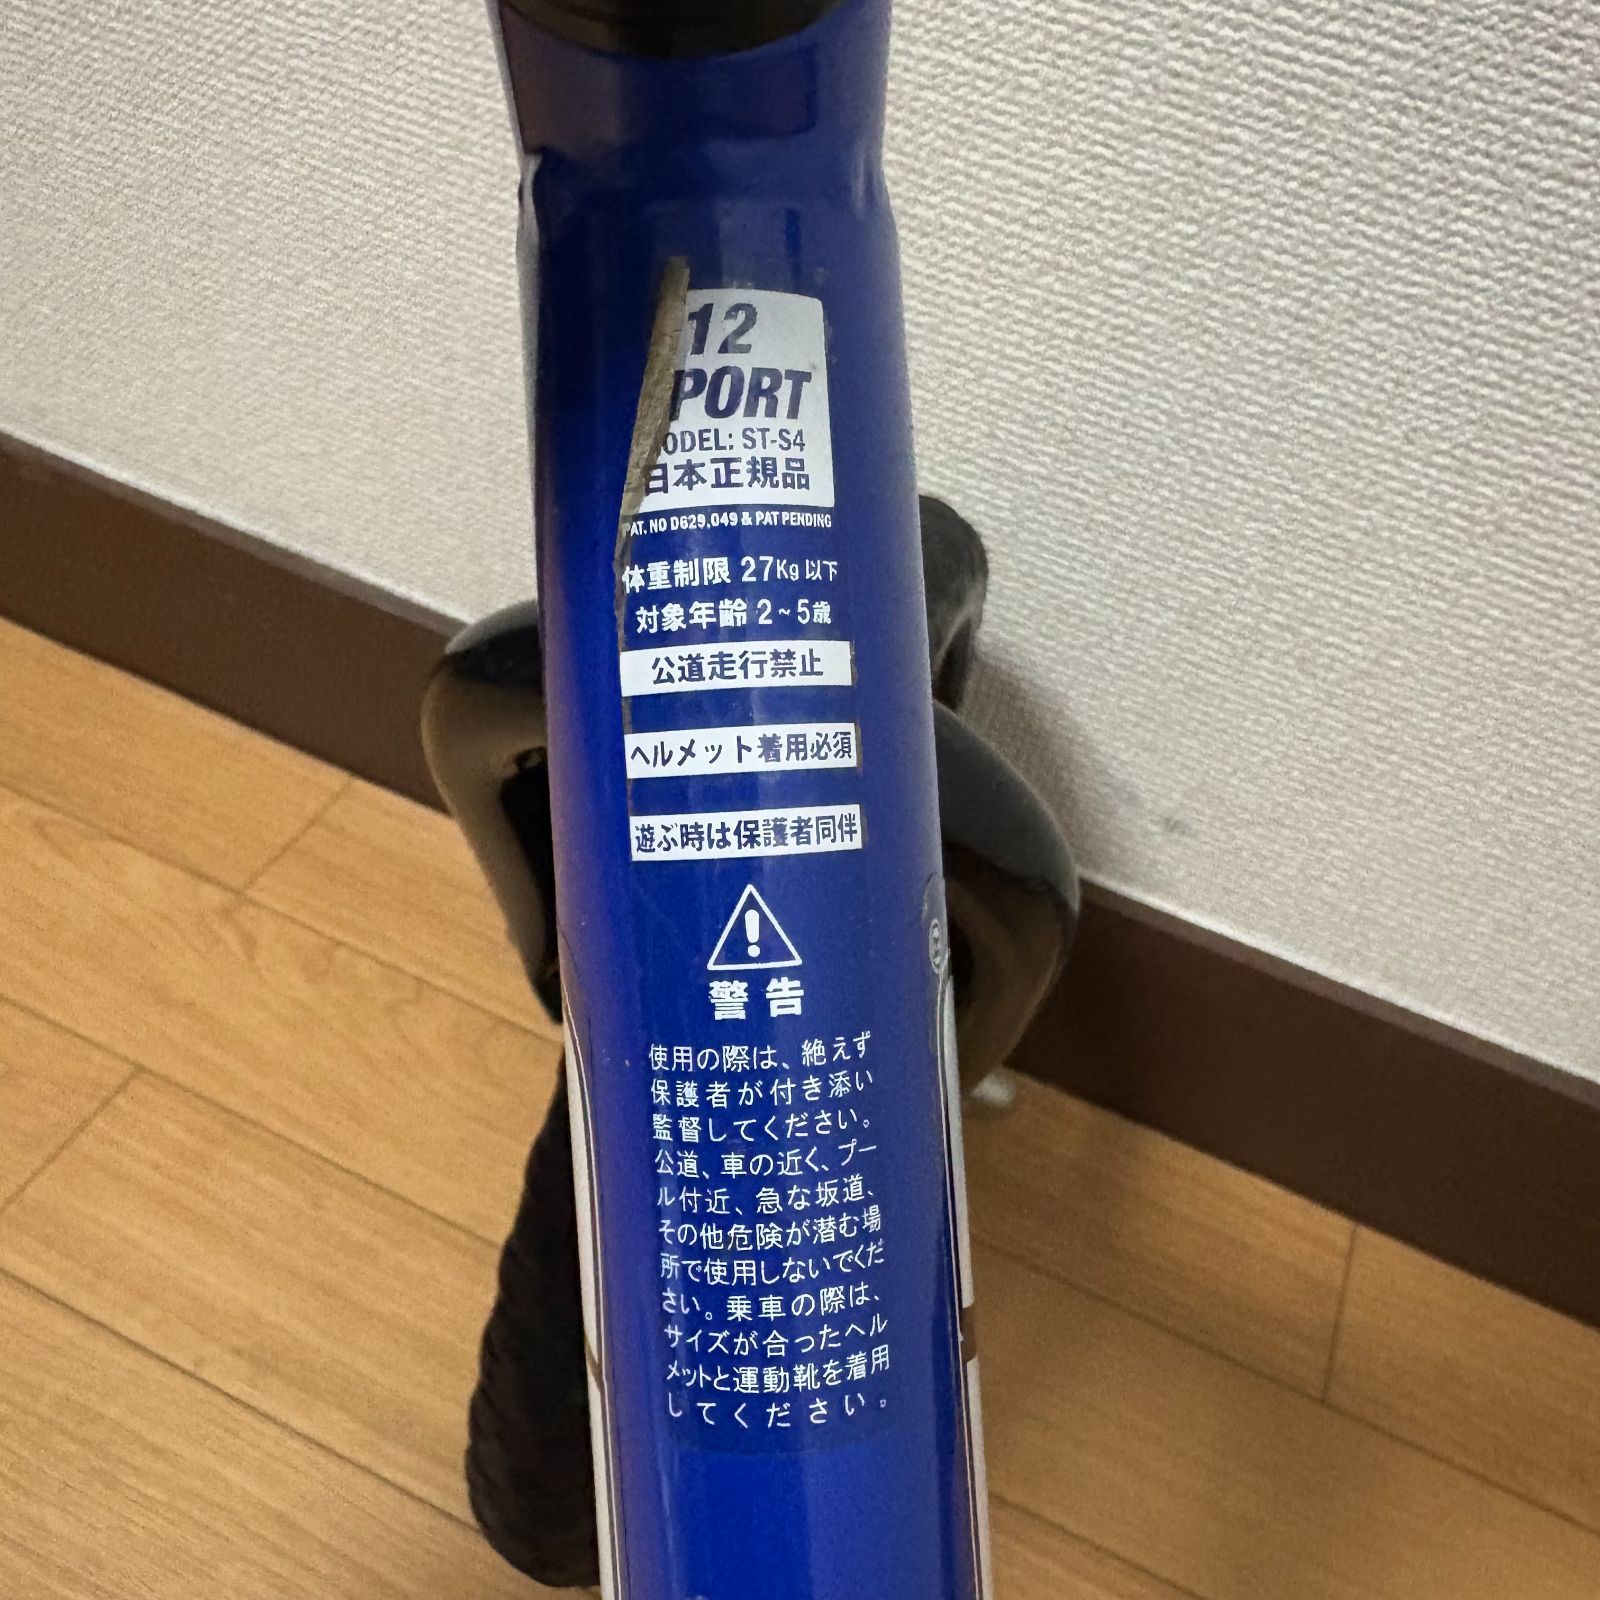 12
PORT
MODEL: ST-S4
日本正規品
PAT. NO D629,049 & PAT PENDING
体重制限 27Kg 以下
対象年齢 2~5歳
公道走行禁止
ヘルメット着用必須
遊ぶ時は保護者同伴
警告
使用の際は、絶えず
保護者が付き添い
監督してください。
公道、車の近く、プー
ル付近、急な坂道、
その他危険が潜む場
所で使用しないでくだ
さい。乗車の際は、
サイズが合ったヘル
メットと運動靴を着用
してください。